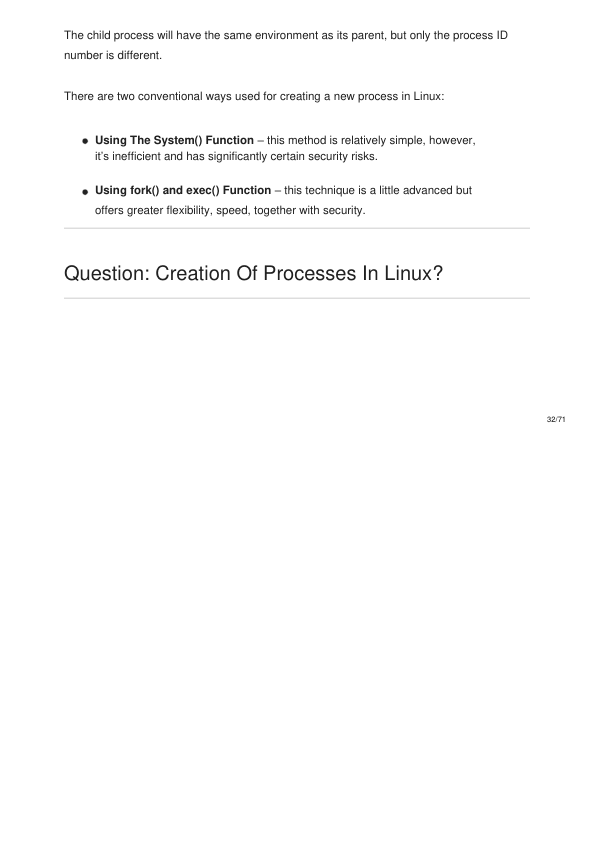 The child process will have the same environment as its parent, but only the process ID
number is different.
There are two conventional ways used for creating a new process in Linux:
● Using The System() Function – this method is relatively simple, however,
it’s inefficient and has significantly certain security risks.
● Using fork() and exec() Function – this technique is a little advanced but
offers greater flexibility, speed, together with security.
Question: Creation Of Processes In Linux?
32/71